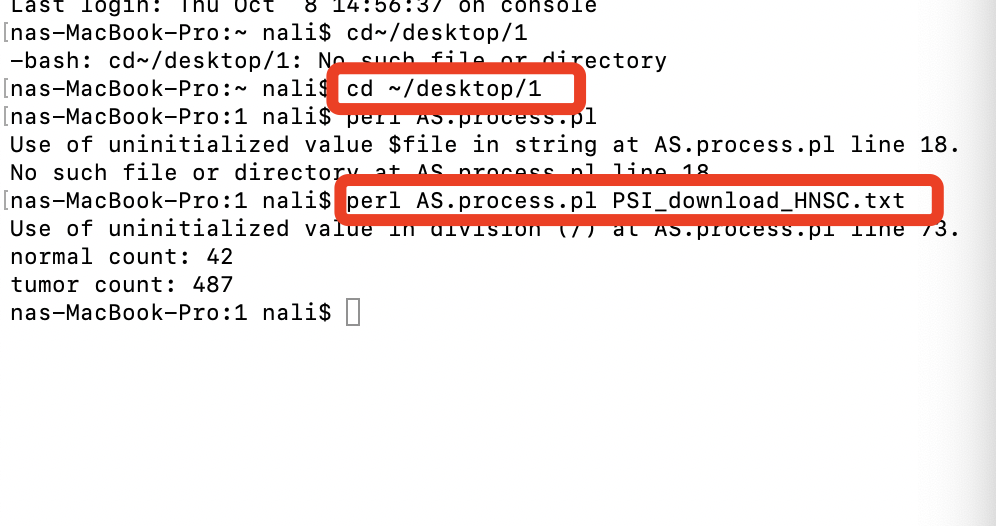 Last login: Thu Oct  8 14:56:37 on console
[nas-MacBook-Pro:~ nali$ cd~/desktop/1
-bash: cd~/desktop/1: No such file or directory
[nas-MacBook-Pro:~ nali$ cd ~/desktop/1
[nas-MacBook-Pro:1 nali$ perl AS.process.pl
Use of uninitialized value $file in string at AS.process.pl line 18.
No such file or directory at AS.process.pl line 18
[nas-MacBook-Pro:1 nali$ perl AS.process.pl PSI_download_HNSC.txt
Use of uninitialized value in division (/) at AS.process.pl line 73.
normal count: 42
tumor count: 487
nas-MacBook-Pro:1 nali$